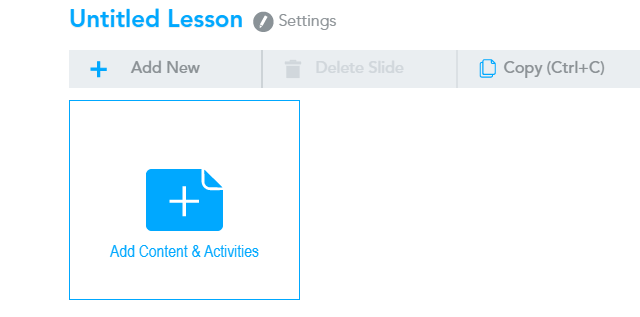 Untitled Lesson Settings
Add New Delete Slide Copy (Ctrl+C)
Add Content & Activities